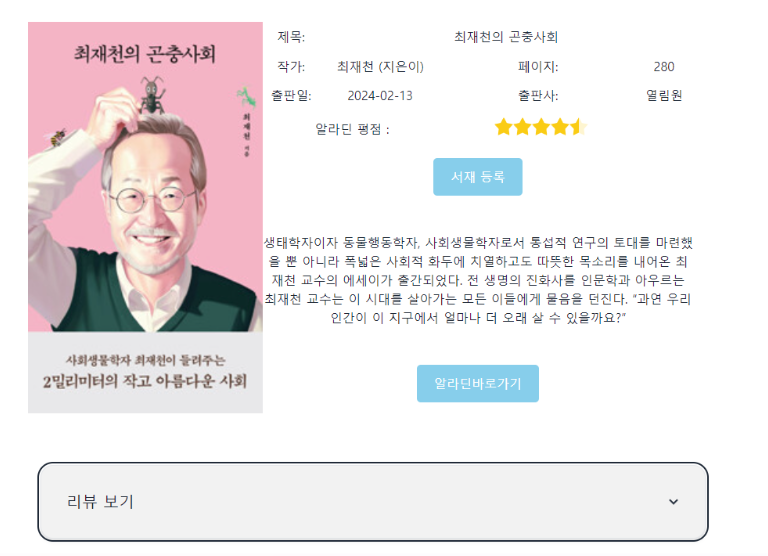 최재천의 곤충사회
최재천 지음
사회생물학자 최재천이 들려주는
2밀리미터의 작고 아름다운 사회
제목: 최재천의 곤충사회
작가: 최재천 (지은이) 페이지: 280
출판일: 2024-02-13 출판사: 열림원
알라딘 평점 :
서재 등록
생태학자이자 동물행동학자, 사회생물학자로서 통섭적 연구의 토대를 마련했
을 뿐 아니라 폭넓은 사회적 화두에 치열하고도 따뜻한 목소리를 내어온 최
재천 교수의 에세이가 출간되었다. 전 생명의 진화사를 인문학과 아우르는
최재천 교수는 이 시대를 살아가는 모든 이들에게 물음을 던진다. “과연 우리
인간이 이 지구에서 얼마나 더 오래 살 수 있을까요?”
알라딘바로가기
리뷰 보기